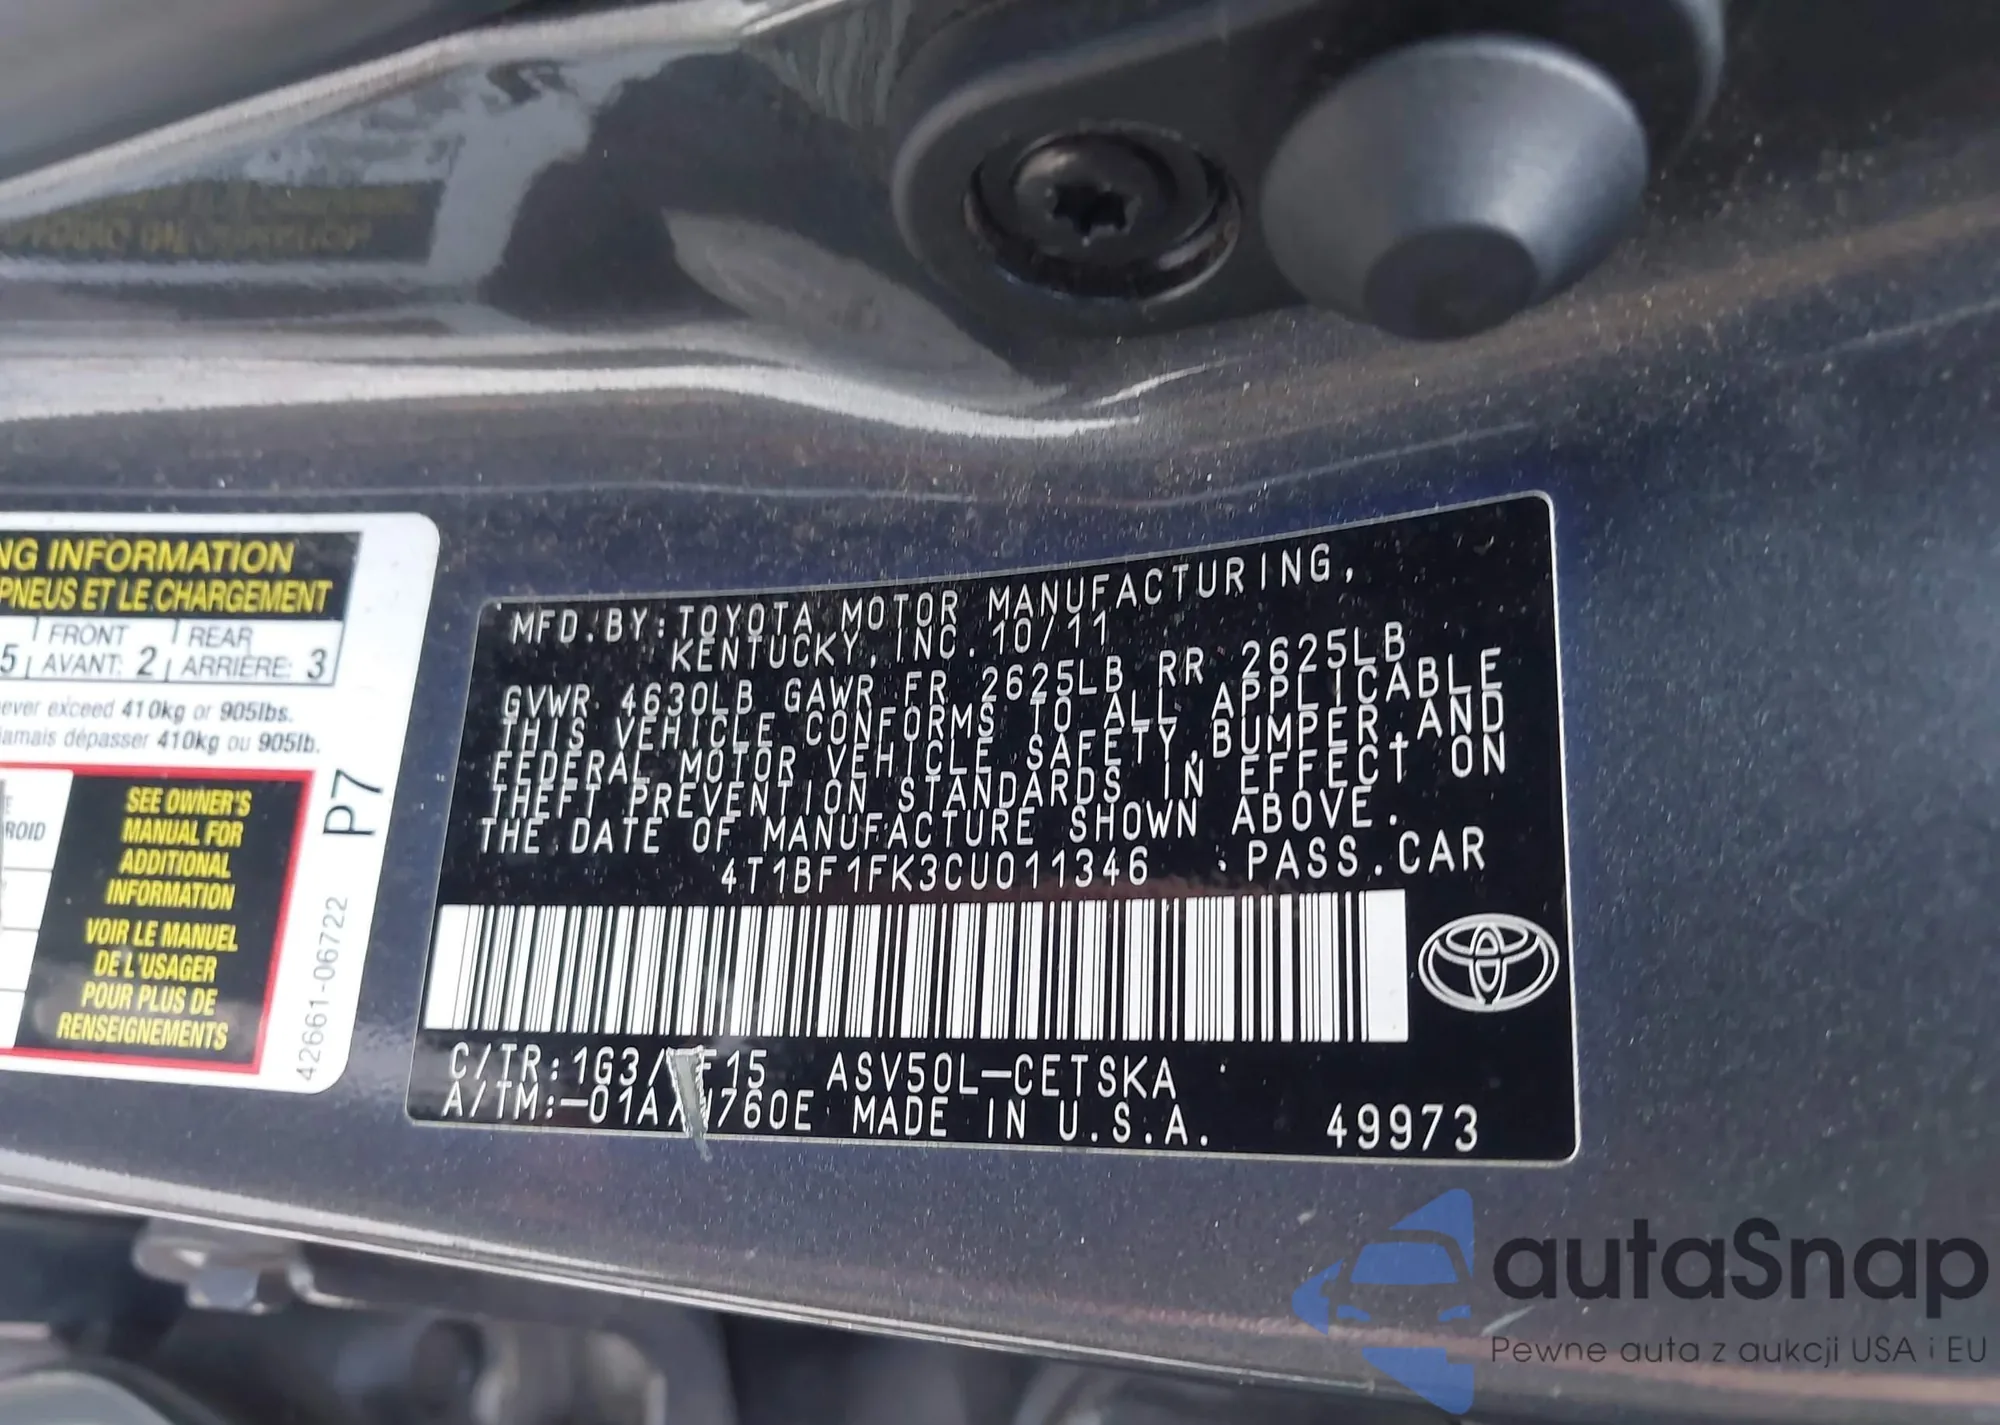 NG INFORMATION
PNEUS ET LE CHARGEMENT
FRONT REAR
5 AVANT: 2 ARRIÈRE: 3
ever exceed 410kg or 905lbs.
jamais dépasser 410kg ou 905lb.
ROID
SEE OWNER'S
MANUAL FOR
ADDITIONAL
INFORMATION
VOIR LE MANUEL
DE L'USAGER
POUR PLUS DE
RENSEIGNEMENTS
P7
42661-06722
MFD.BY:TOYOTA MOTOR MANUFACTURING,
KENTUCKY, INC. 10/11
GVWR 4630LB GAWR FR 2625LB RR 2625LB
THIS VEHICLE CONFORMS TO ALL APPLICABLE
FEDERAL MOTOR VEHICLE SAFETY,BUMPER,AND
THEFT PREVENTION STANDARDS IN EFFECT ON
THE DATE OF MANUFACTURE SHOWN ABOVE.
4T1BF1FK3CU011346 PASS.CAR
C/TR:1G3/ F15 ASV50L-CETSKA
A/TM:-01A/ 760E MADE IN U.S.A. 49973
autaSnap
Pewne auta z aukcji USA i EU